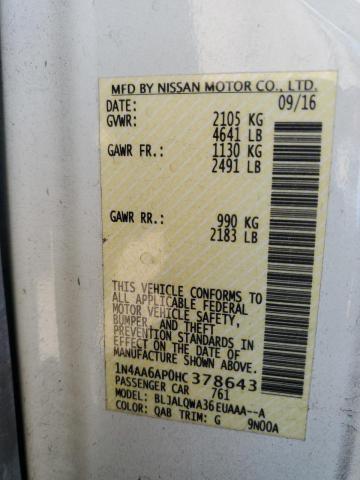 MFD BY NISSAN MOTOR CO., LTD.
DATE: 09/16
GVWR: 2105 KG
4641 LB
GAWR FR.: 1130 KG
2491 LB
GAWR RR.: 990 KG
2183 LB
THIS VEHICLE CONFORMS TO
ALL APPLICABLE FEDERAL
MOTOR VEHICLE SAFETY,
BUMPER, AND THEFT
PREVENTION STANDARDS
IN EFFECT ON THE DATE
OF MANUFACTURE
SHOWN ABOVE.
1N4AA6AP0HC378643
PASSENGER CAR 761
MODEL: BLJALQWA36EUAAA--A
COLOR: QAB TRIM: G 9N00A